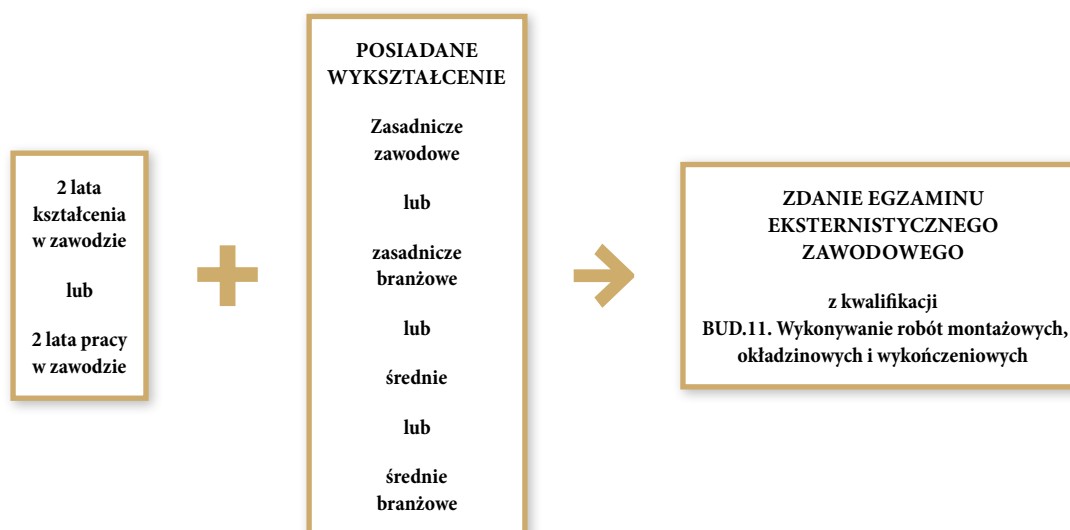 2 lata
kształcenia
w zawodzie
lub
2 lata pracy
w zawodzie
POSIADANE
WYKSZTAŁCENIE
Zasadnicze
zawodowe
lub
zasadnicze
branżowe
lub
średnie
lub
średnie
branżowe
ZDANIE EGZAMINU
EKSTERNISTYCZNEGO
ZAWODOWEGO
z kwalifikacji
BUD.11. Wykonywanie robót montażowych,
okładzinowych i wykończeniowych